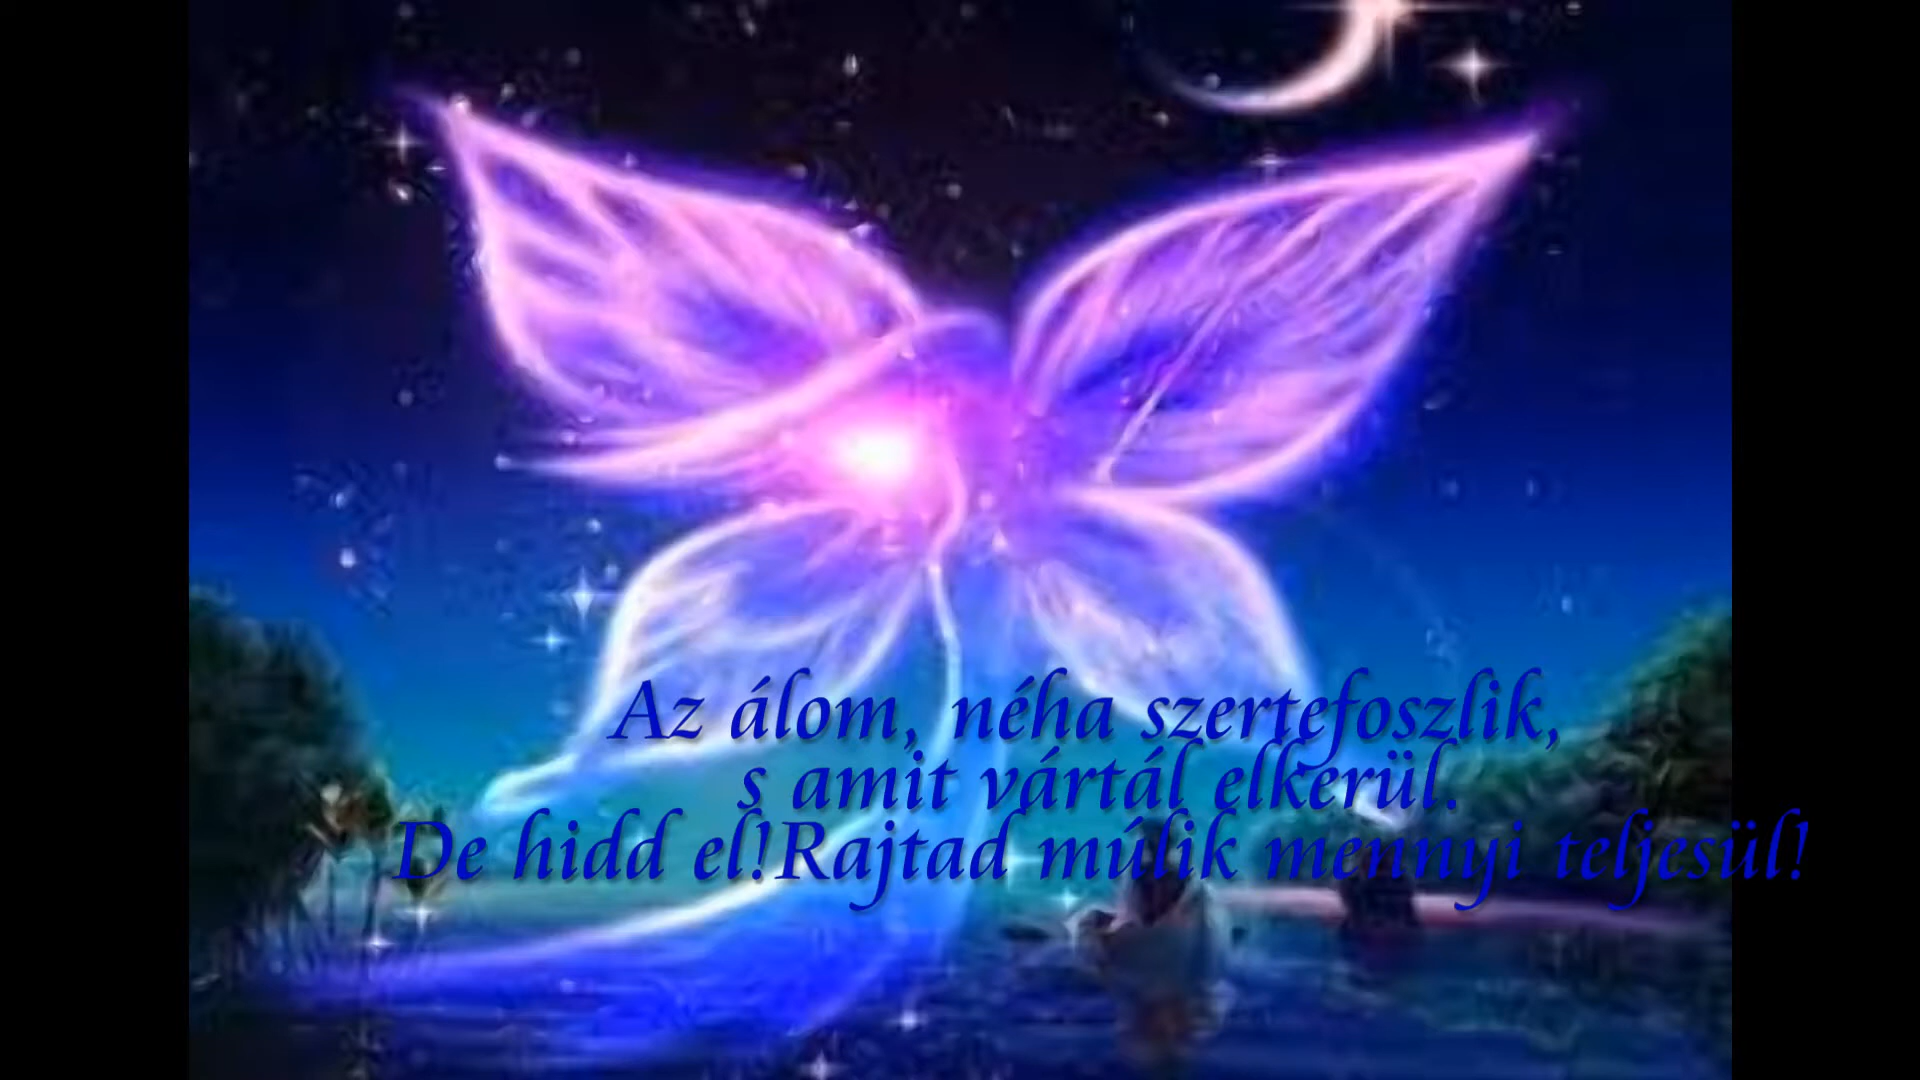 Az álom, néha szertefoszlik,
s amit vártál elkerül.
De hidd el!Rajtad múlik mennyi teljesül!